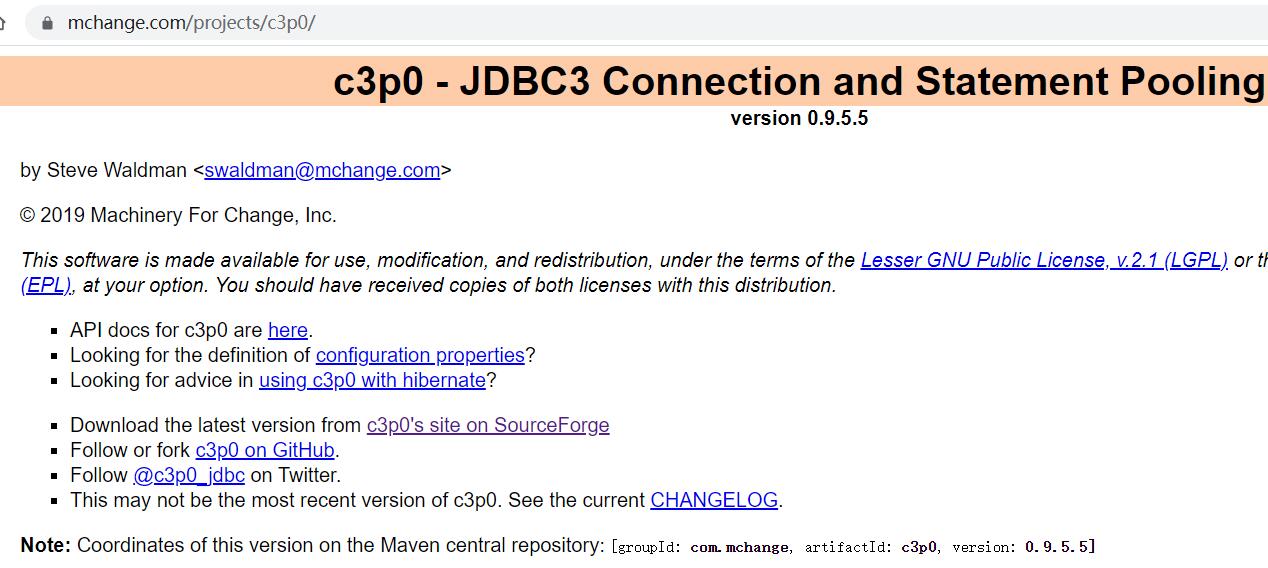 mchange.com/projects/c3p0/
c3p0 - JDBC3 Connection and Statement Pooling
version 0.9.5.5
by Steve Waldman <swaldman@mchange.com>
© 2019 Machinery For Change, Inc.
This software is made available for use, modification, and redistribution, under the terms of the Lesser GNU Public License, v.2.1 (LGPL) or
(EPL), at your option. You should have received copies of both licenses with this distribution.
API docs for c3p0 are here.
Looking for the definition of configuration properties?
Looking for advice in using c3p0 with hibernate?
Download the latest version from c3p0's site on SourceForge
Follow or fork c3p0 on GitHub.
Follow @c3p0_jdbc on Twitter.
This may not be the most recent version of c3p0. See the current CHANGELOG.
Note: Coordinates of this version on the Maven central repository: [groupId: com.mchange, artifactId: c3p0, version: 0.9.5.5]